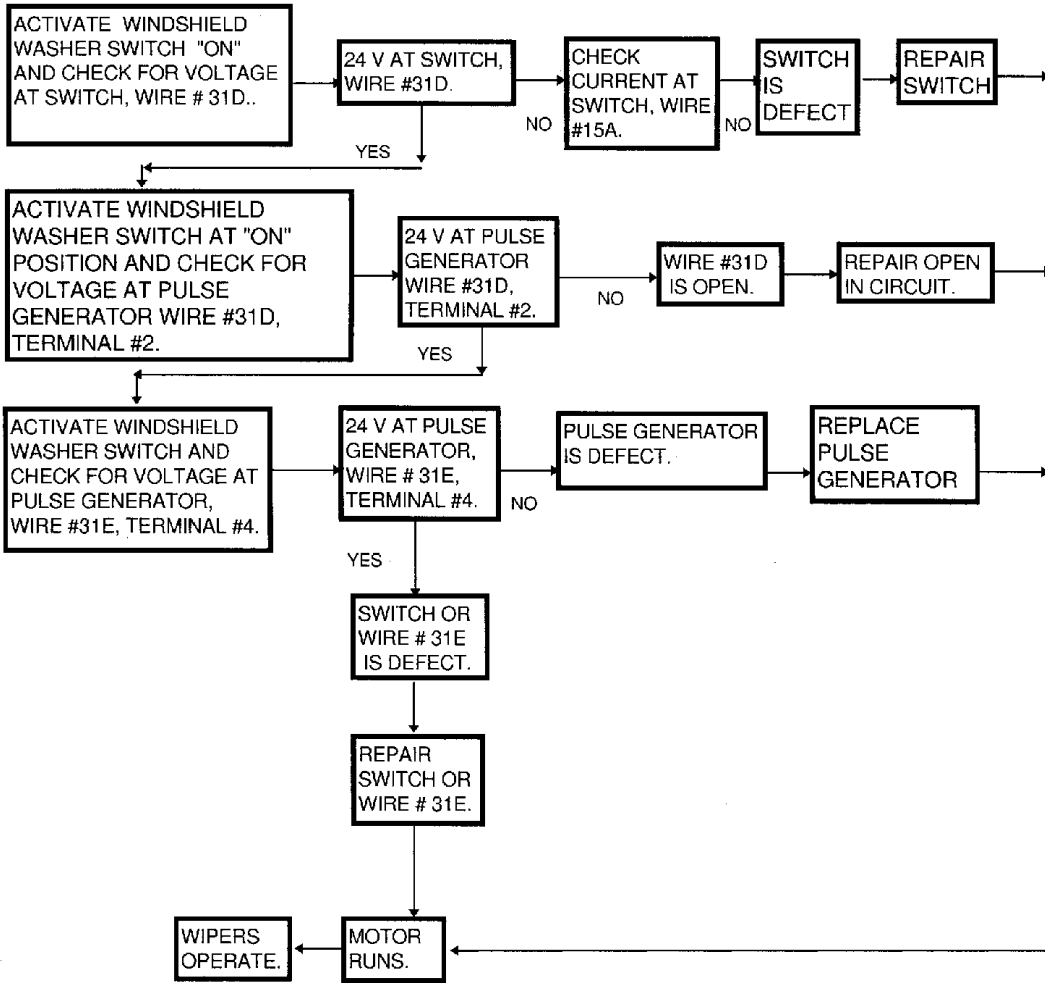 ACTIVATE WINDSHIELD
WASHER SWITCH "ON"
AND CHECK FOR VOLTAGE
AT SWITCH, WIRE # 31D..
24 V AT SWITCH,
WIRE #31D.
NO
CHECK
CURRENT AT
SWITCH, WIRE
#15A.
NO
SWITCH
IS
DEFECT
REPAIR
SWITCH
YES
ACTIVATE WINDSHIELD
WASHER SWITCH AT "ON"
POSITION AND CHECK FOR
VOLTAGE AT PULSE
GENERATOR WIRE #31D,
TERMINAL #2.
24 V AT PULSE
GENERATOR
WIRE #31D,
TERMINAL #2.
NO
WIRE #31D
IS OPEN.
REPAIR OPEN
IN CIRCUIT.
YES
ACTIVATE WINDSHIELD
WASHER SWITCH AND
CHECK FOR VOLTAGE AT
PULSE GENERATOR,
WIRE #31E, TERMINAL #4.
24 V AT PULSE
GENERATOR,
WIRE # 31E,
TERMINAL #4.
NO
PULSE GENERATOR
IS DEFECT.
REPLACE
PULSE
GENERATOR
YES
SWITCH OR
WIRE # 31E
IS DEFECT.
REPAIR
SWITCH OR
WIRE # 31E.
WIPERS
OPERATE.
MOTOR
RUNS.